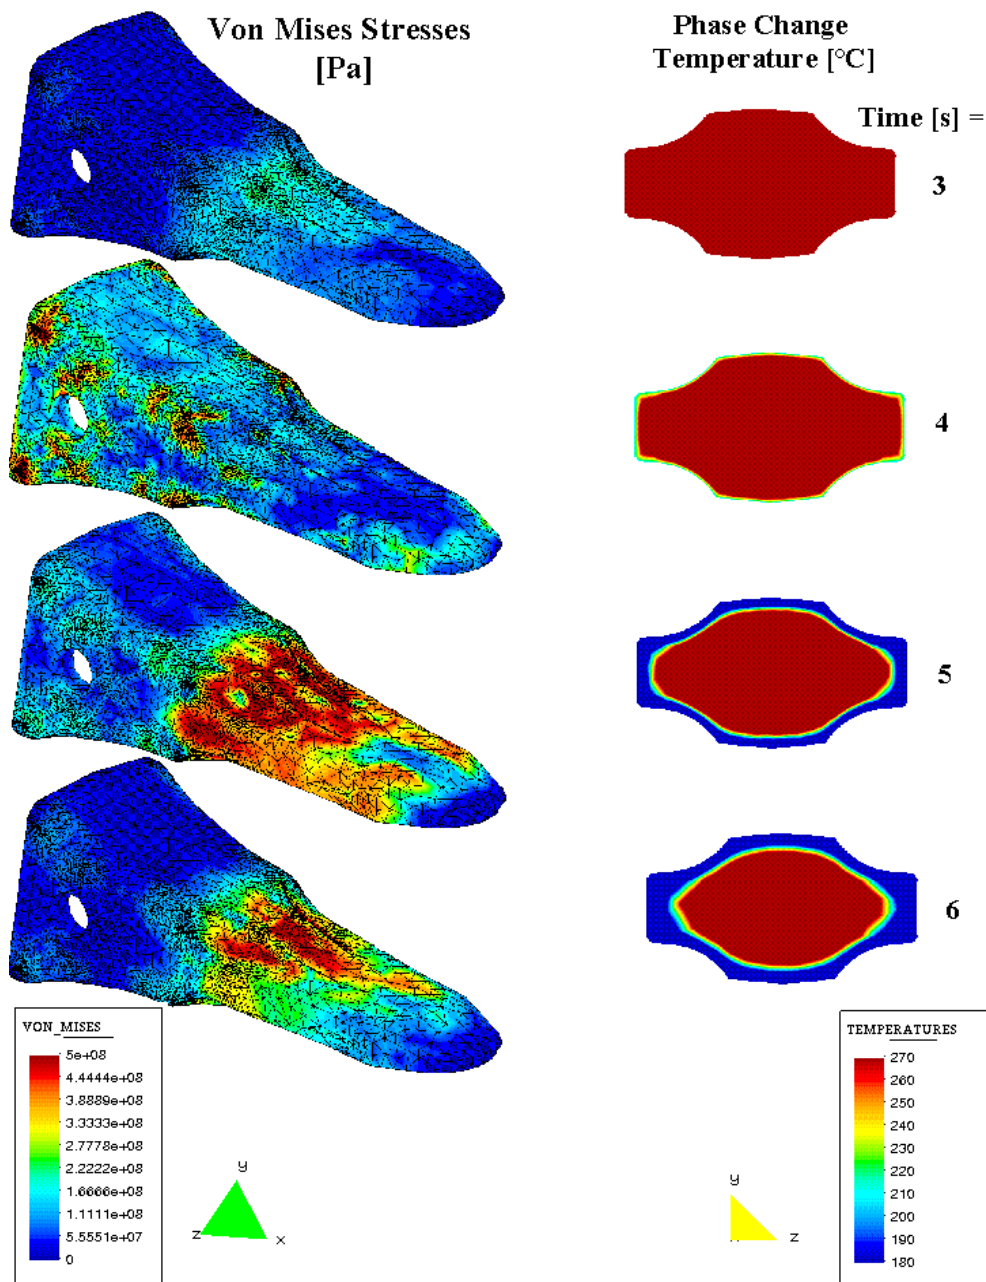 Von Mises Stresses
[Pa]
Phase Change
Temperature [°C]
Time [s] =
3
4
5
6
VON_MISES
5e+08
4.4444e+08
3.8889e+08
3.3333e+08
2.7778e+08
2.2222e+08
1.6666e+08
1.1111e+08
5.5551e+07
0
y
z
x
TEMPERATURES
270
260
250
240
230
220
210
200
190
180
y
z